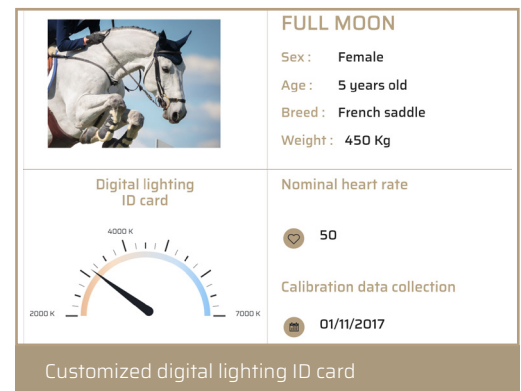 FULL MOON
Sex : Female
Age : 5 years old
Breed : French saddle
Weight : 450 Kg
Digital lighting
ID card
4000 K
2000 K
7000 K
Nominal heart rate
50
Calibration data collection
01/11/2017
Customized digital lighting ID card